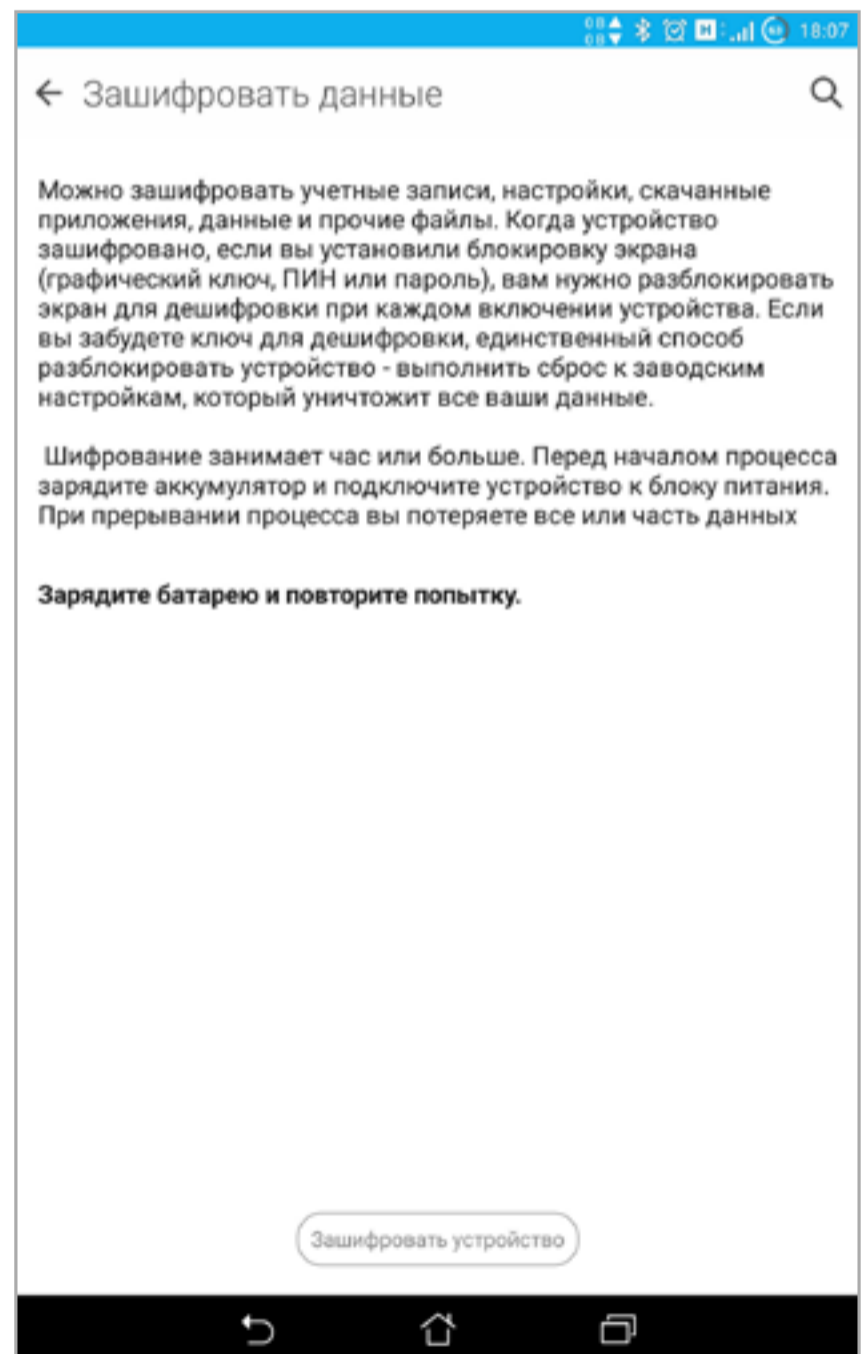 0 B
0 B
H
18:07
Зашифровать данные
Можно зашифровать учетные записи, настройки, скачанные
приложения, данные и прочие файлы. Когда устройство
зашифровано, если вы установили блокировку экрана
(графический ключ, ПИН или пароль), вам нужно разблокировать
экран для дешифровки при каждом включении устройства. Если
вы забудете ключ для дешифровки, единственный способ
разблокировать устройство - выполнить сброс к заводским
настройкам, который уничтожит все ваши данные.
Шифрование занимает час или больше. Перед началом процесса
зарядите аккумулятор и подключите устройство к блоку питания.
При прерывании процесса вы потеряете все или часть данных
Зарядите батарею и повторите попытку.
Зашифровать устройство